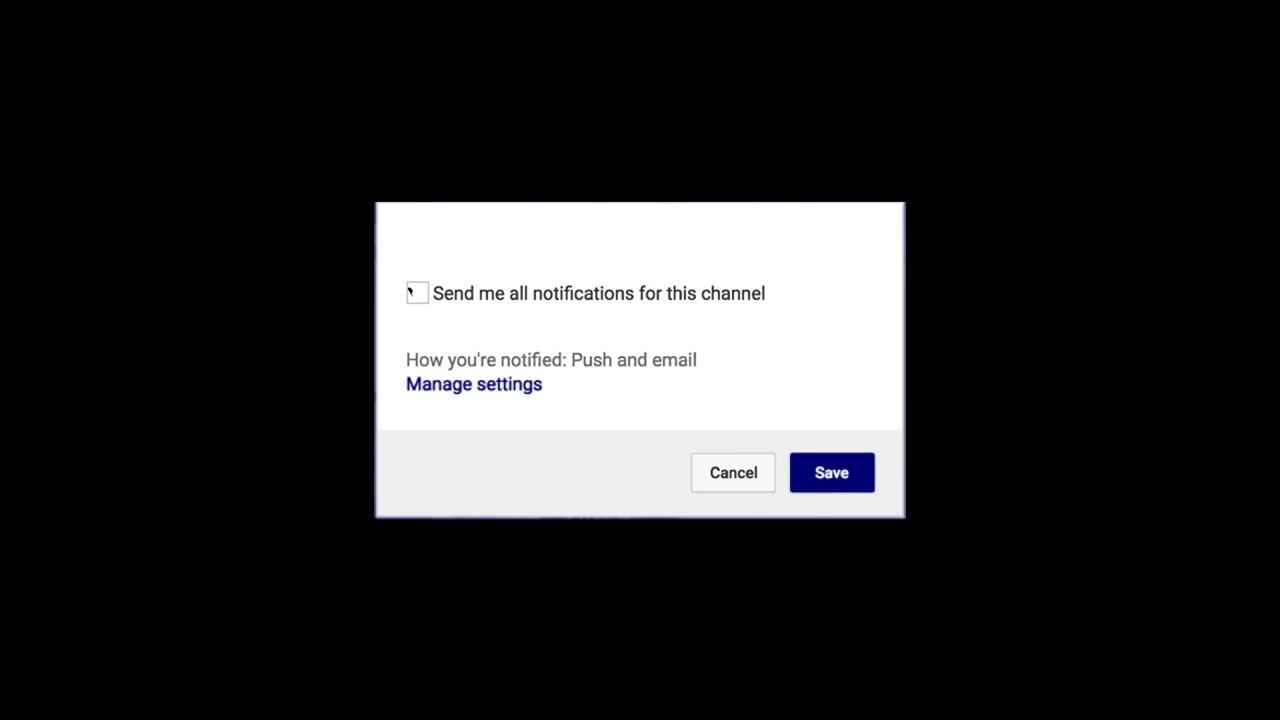 Send me all notifications for this channel
How you're notified: Push and email
Manage settings
Cancel
Save